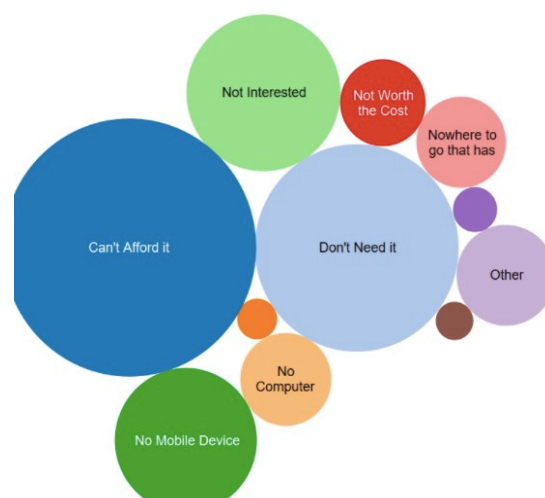 Not Interested
Not Worth
the Cost
Nowhere to
go that has
Can't Afford it
Don't Need it
Other
No
Computer
No Mobile Device